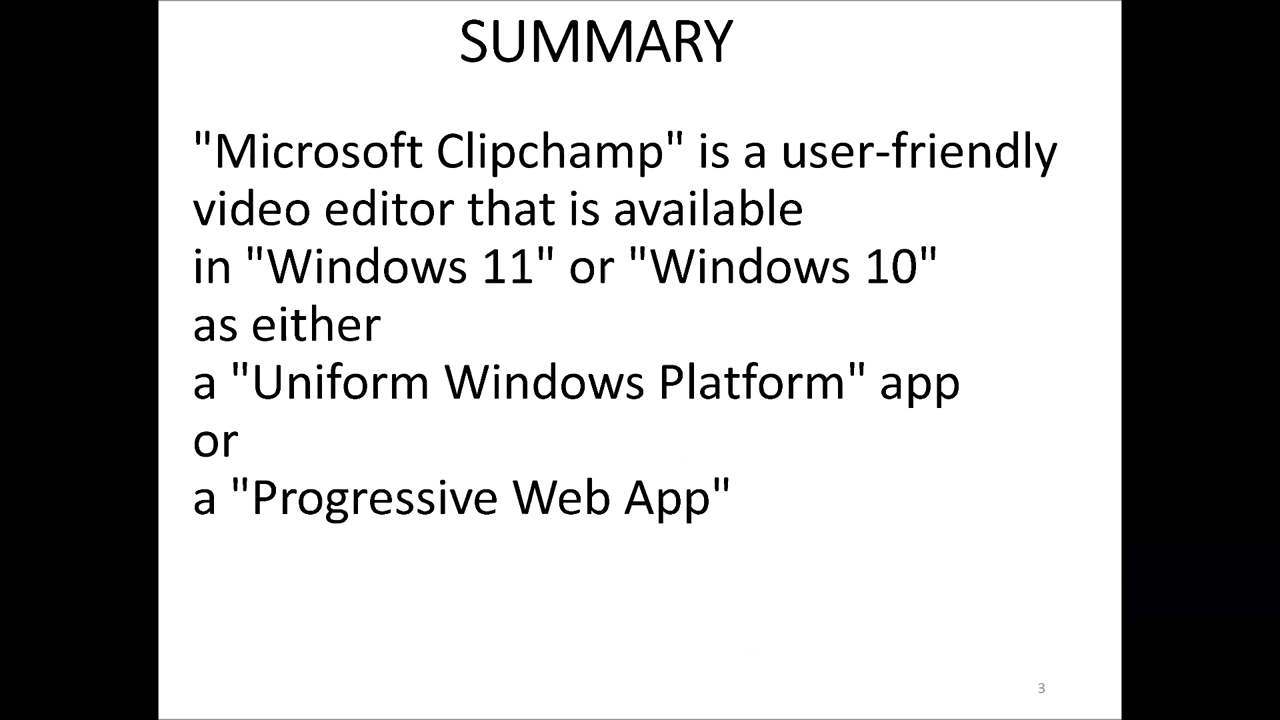 SUMMARY
"Microsoft Clipchamp" is a user-friendly
video editor that is available
in "Windows 11" or "Windows 10"
as either
a "Uniform Windows Platform" app
or
a "Progressive Web App"
3